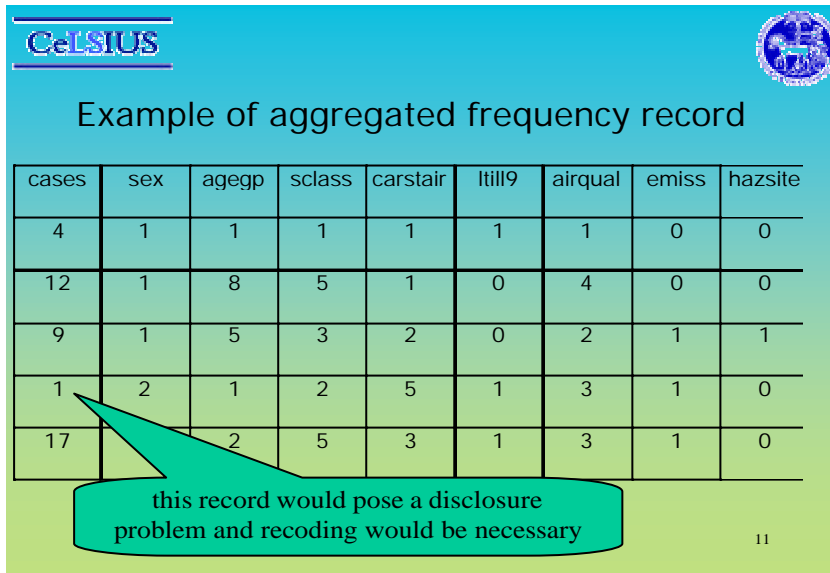 CeLSIUS
Example of aggregated frequency record
cases sex agegp sclass carstair ltill9 airqual emiss hazsite
4 1 1 1 1 1 1 0 0
12 1 8 5 1 0 4 0 0
9 1 5 3 2 0 2 1 1
1 2 1 2 5 1 3 1 0
17 2 5 3 1 3 1 0
this record would pose a disclosure
problem and recoding would be necessary
11